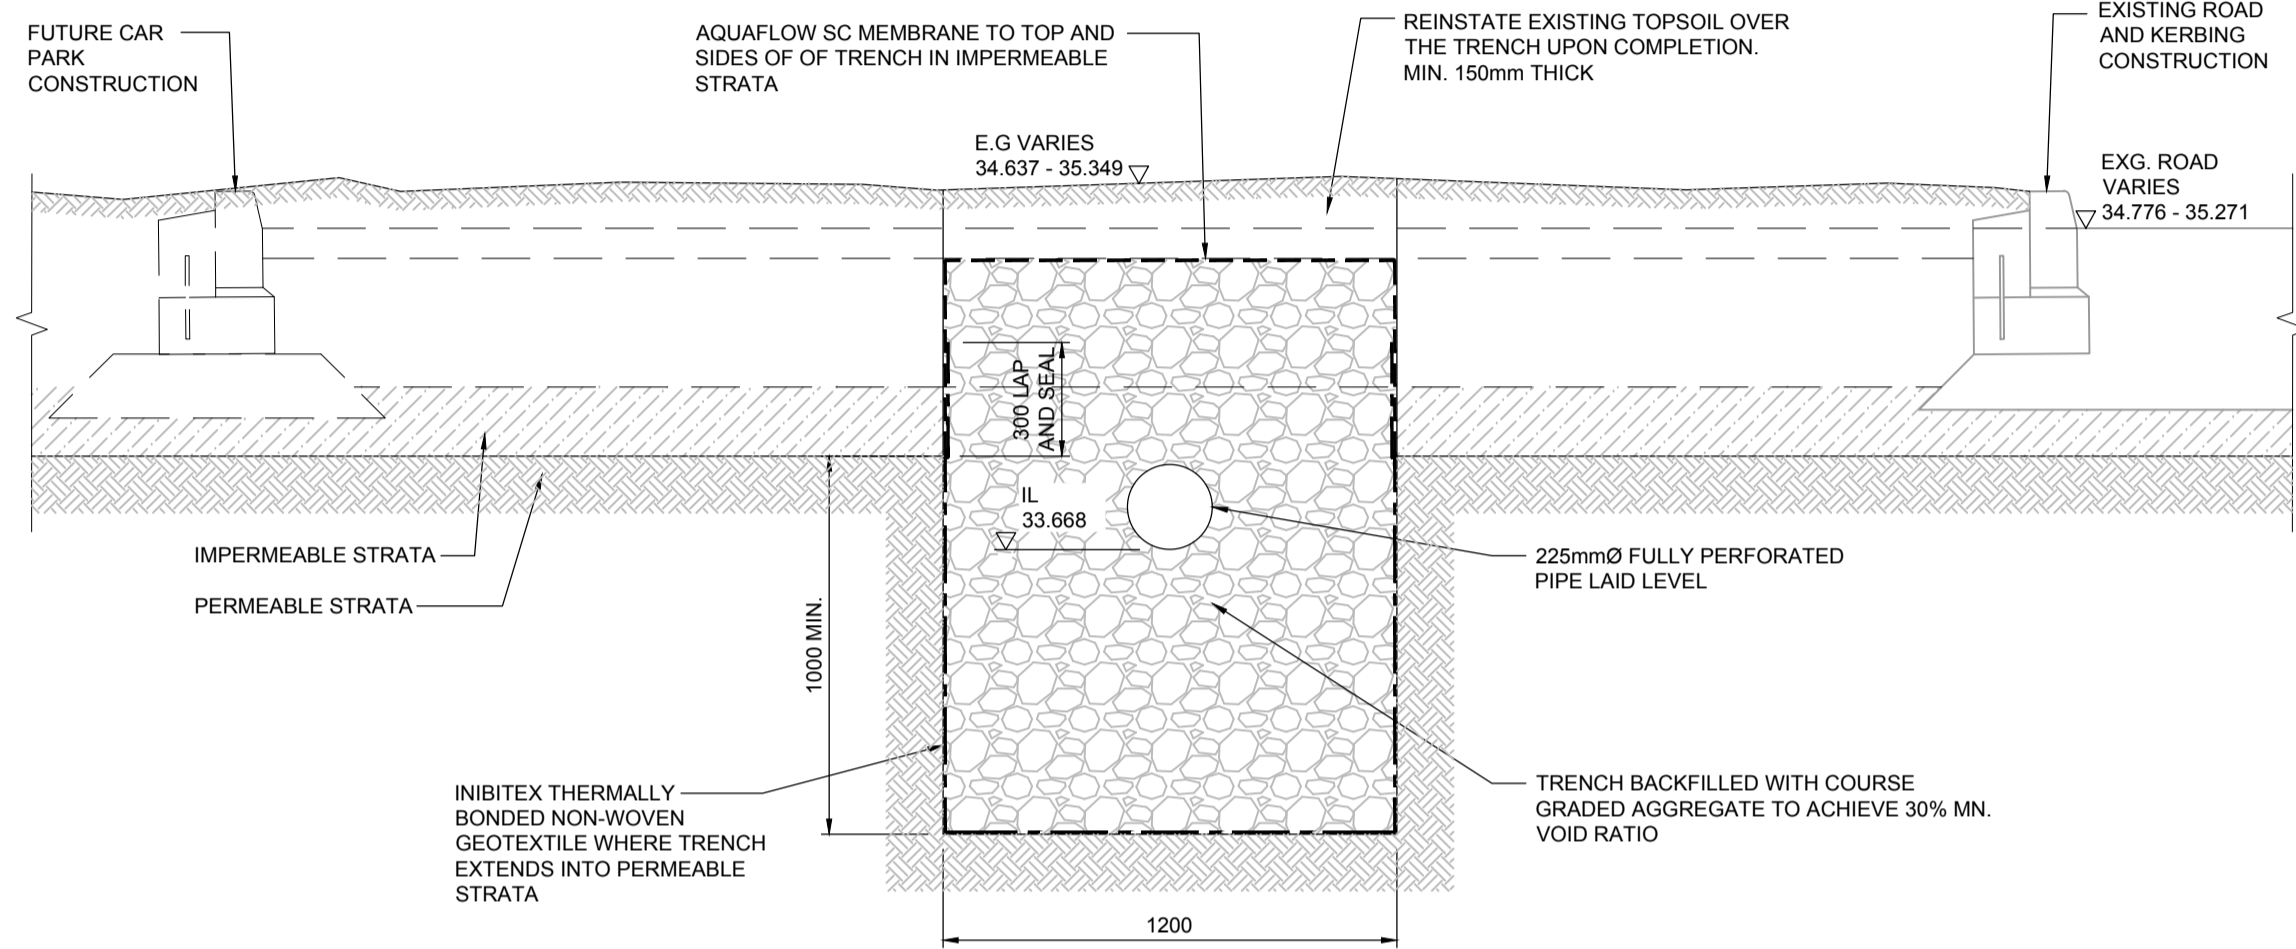 FUTURE CAR
PARK
CONSTRUCTION
AQUAFLOW SC MEMBRANE TO TOP AND
SIDES OF OF TRENCH IN IMPERMEABLE
STRATA
REINSTATE EXISTING TOPSOIL OVER
THE TRENCH UPON COMPLETION.
MIN. 150mm THICK
EXISTING ROAD
AND KERBING
CONSTRUCTION
E.G VARIES
34.637 - 35.349
EXG. ROAD
VARIES
34.776 - 35.271
300 LAP
AND SEAL
IL
33.668
IMPERMEABLE STRATA
PERMEABLE STRATA
225mmØ FULLY PERFORATED
PIPE LAID LEVEL
1000 MIN.
INIBITEX THERMALLY
BONDED NON-WOVEN
GEOTEXTILE WHERE TRENCH
EXTENDS INTO PERMEABLE
STRATA
TRENCH BACKFILLED WITH COURSE
GRADED AGGREGATE TO ACHIEVE 30% MN.
VOID RATIO
1200